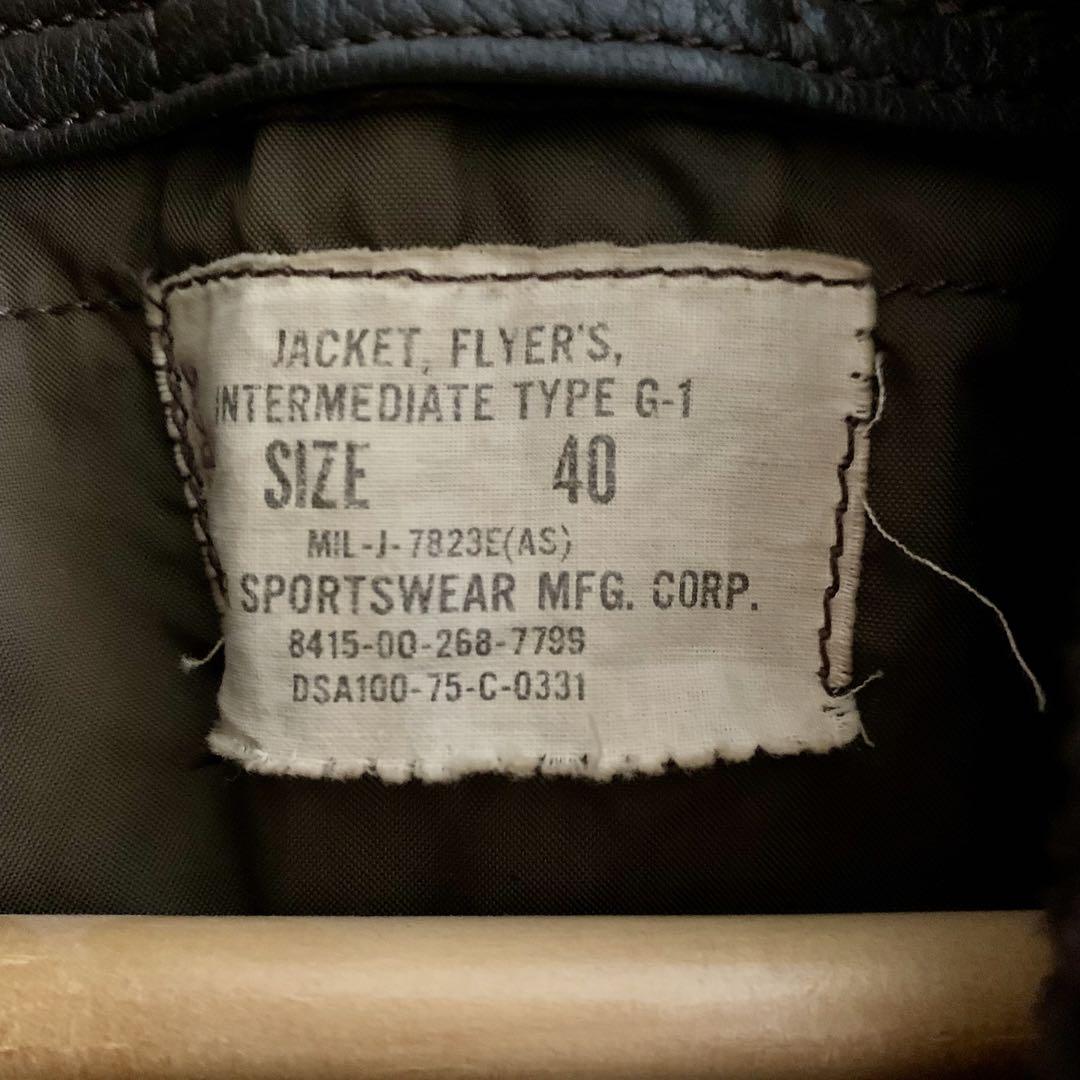 JACKET, FLYER'S,
INTERMEDIATE TYPE G-1
SIZE 40
MIL-J-7823E(AS)
SPORTSWEAR MFG. CORP.
8415-00-268-7799
DSA100-75-C-0331